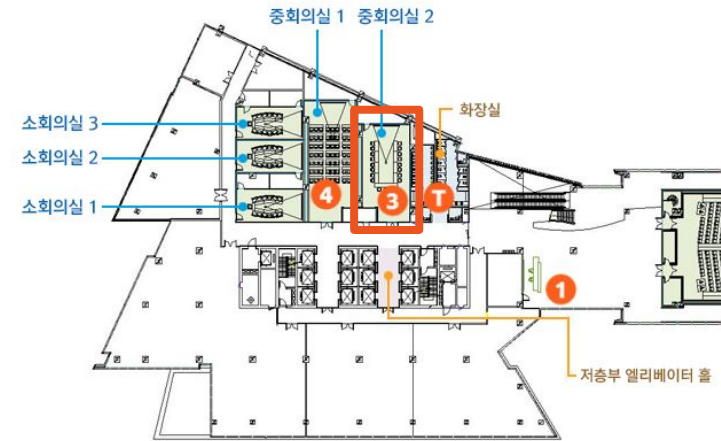 중회의실 1 중회의실 2
화장실
소회의실 3
소회의실 2
소회의실 1
4
3
T
1
저층부 엘리베이터 홀